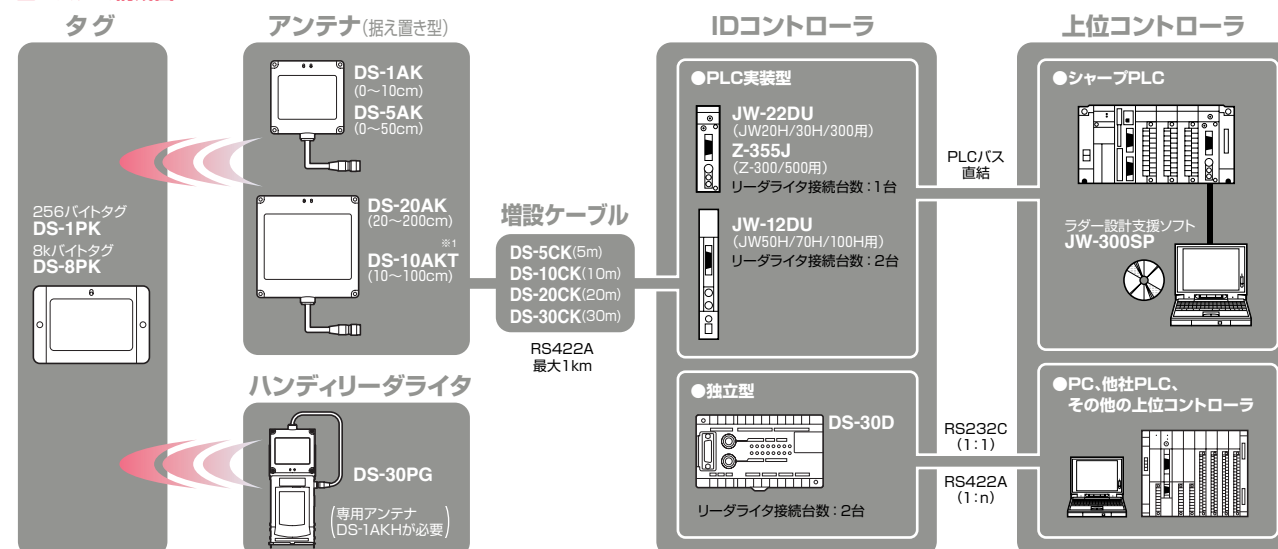 タグ
256バイトタグ
DS-1PK
8kバイトタグ
DS-8PK
アンテナ(据え置き型)
DS-1AK
(0〜10cm)
DS-5AK
(0〜50cm)
DS-20AK
(20〜200cm)
※1
DS-10AKT
(10〜100cm)
ハンディリーダライタ
DS-30PG
(専用アンテナ
DS-1AKHが必要)
増設ケーブル
DS-5CK(5m)
DS-10CK(10m)
DS-20CK(20m)
DS-30CK(30m)
RS422A
最大1km
IDコントローラ
●PLC実装型
JW-22DU
(JW20H/30H/300用)
Z-355J
(Z-300/500用)
リーダライタ接続台数:1台
JW-12DU
(JW50H/70H/100H用)
リーダライタ接続台数:2台
●独立型
DS-30D
リーダライタ接続台数:2台
PLCバス
直結
RS232C
(1:1)
RS422A
(1:n)
上位コントローラ
●シャープPLC
ラダー設計支援ソフト
JW-300SP
●PC、他社PLC、
その他の上位コントローラ